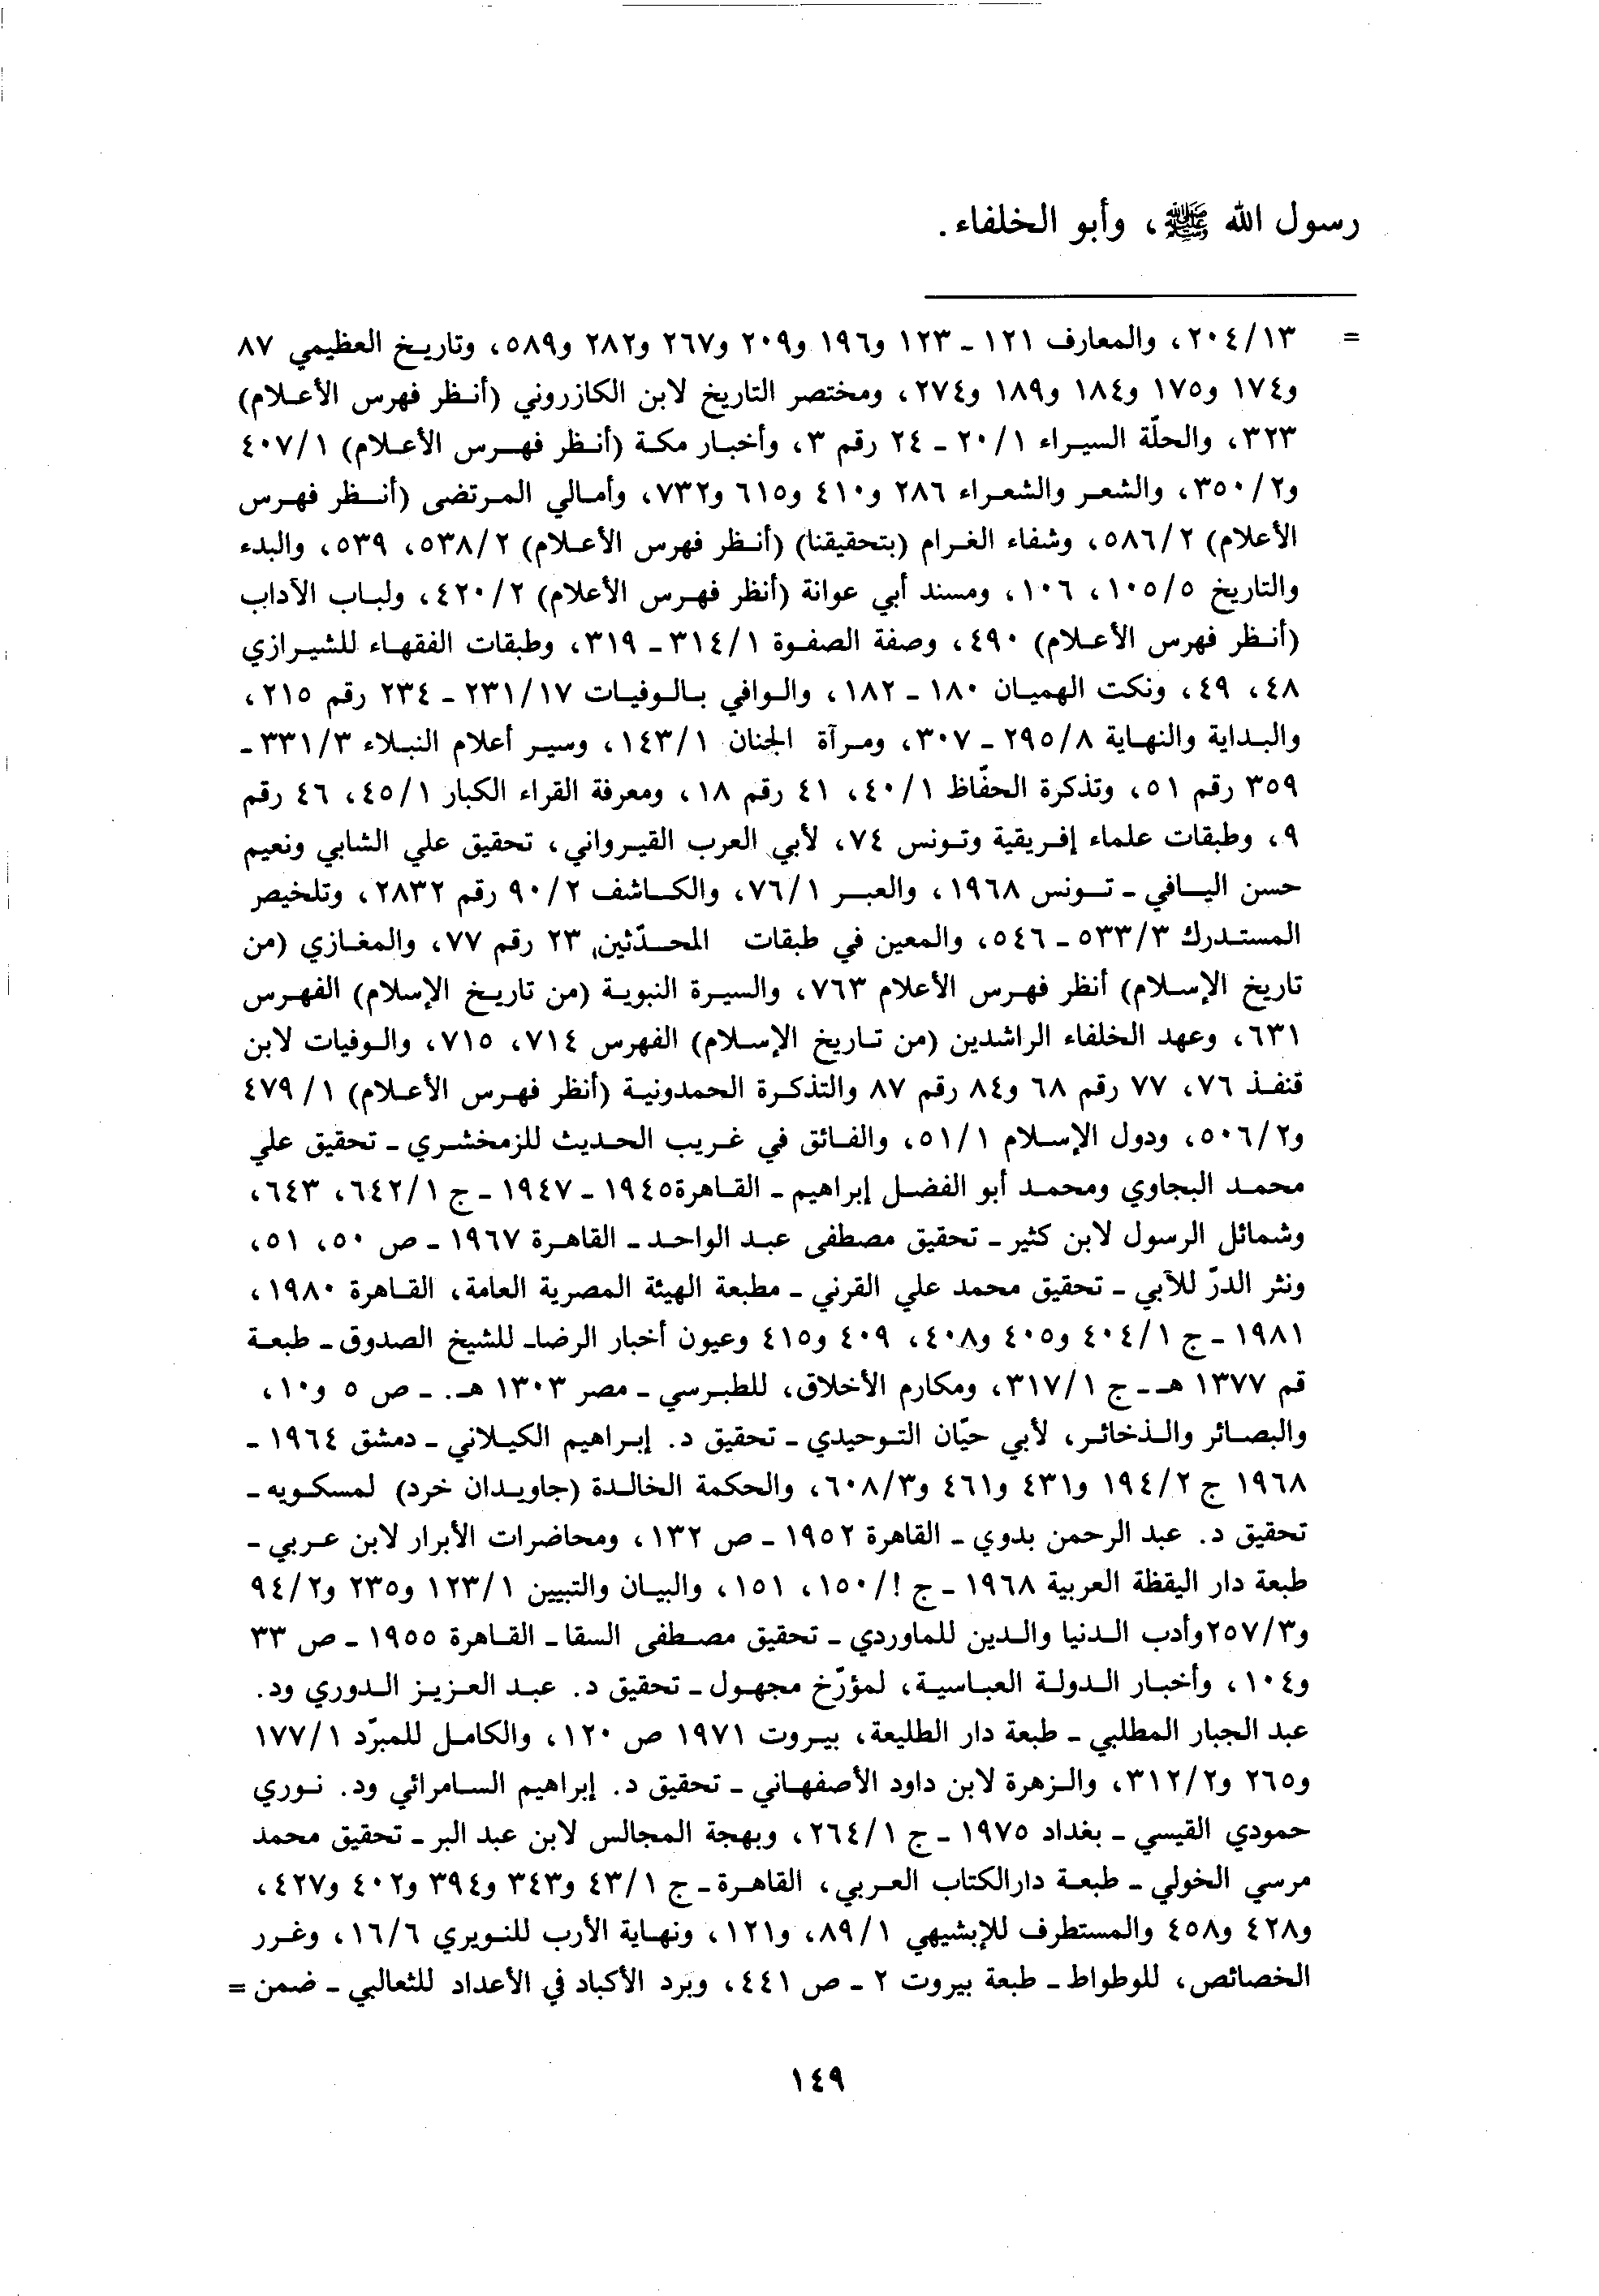 رسول الله ﷺ، وأبو الخلفاء.
= ٢٠٤/١٣، والمعارف ١٢١ - ١٢٣ و١٩٦ و٢٠٩ و٢٦٧ و٢٨٢ و٥٨٩، وتاريخ العظيمي ٨٧
و١٧٤ و١٧٥ و١٨٤ و١٨٩ و٢٧٤، ومختصر التاريخ لابن الكازروني (أنظر فهرس الأعلام)
٣٢٣، والحلّة السيراء ٢٠/١ - ٢٤ رقم ٣، وأخبار مكة (أنظر فهرس الأعلام) ٤٠٧/١
و٣٥٠/٢، والشعر والشعراء ٢٨٦ و٤١٠ و٦١٥ و٧٣٢، وأمالي المرتضى (أنظر فهرس
الأعلام) ٥٨٦/٢، وشفاء الغرام (بتحقيقنا) (أنظر فهرس الأعلام) ٥٣٨/٢، ٥٣٩، والبدء
والتاريخ ١٠٥/٥، ١٠٦، ومسند أبي عوانة (أنظر فهرس الأعلام) ٤٢٠/٢، ولباب الآداب
(أنظر فهرس الأعلام) ٤٩٠، وصفة الصفوة ٣١٤/١ - ٣١٩، وطبقات الفقهاء للشيرازي
٤٨، ٤٩، ونكت الهميان ١٨٠ - ١٨٢، والوافي بالوفيات ٢٣١/١٧ - ٢٣٤ رقم ٢١٥،
والبداية والنهاية ٢٩٥/٨ - ٣٠٧، ومرآة الجنان ١٤٣/١، وسير أعلام النبلاء ٣٣١/٣ -
٣٥٩ رقم ٥١، وتذكرة الحفّاظ ٤٠/١، ٤١ رقم ١٨، ومعرفة القراء الكبار ٤٥/١، ٤٦ رقم
٩، وطبقات علماء إفريقية وتونس ٧٤، لأبي العرب القيرواني، تحقيق علي الشابي ونعيم
حسن اليافي - تونس ١٩٦٨، والعبر ٧٦/١، والكاشف ٩٠/٢ رقم ٢٨٣٢، وتلخيص
المستدرك ٥٣٣/٣ - ٥٤٦، والمعين في طبقات المحدّثين ٢٣ رقم ٧٧، والمغازي (من
تاريخ الإسلام) أنظر فهرس الأعلام ٧٦٣، والسيرة النبوية (من تاريخ الإسلام) الفهرس
٦٣١، وعهد الخلفاء الراشدين (من تاريخ الإسلام) الفهرس ٧١٤، ٧١٥، والوفيات لابن
قنفذ ٧٦، ٧٧ رقم ٦٨ و٨٤ رقم ٨٧ والتذكرة الحمدونية (أنظر فهرس الأعلام) ٤٧٩/١
و٥٠٦/٢، ودول الإسلام ٥١/١، والفائق في غريب الحديث للزمخشري - تحقيق علي
محمد البجاوي ومحمد أبو الفضل إبراهيم - القاهرة١٩٤٥ - ١٩٤٧ - ج ٦٤٢/١، ٦٤٣،
وشمائل الرسول لابن كثير - تحقيق مصطفى عبد الواحد - القاهرة ١٩٦٧ - ص ٥٠، ٥١،
ونثر الدرّ للآبي - تحقيق محمد علي القرني - مطبعة الهيئة المصرية العامة، القاهرة ١٩٨٠،
١٩٨١ - ج ٤٠٤/١ و٤٠٥ و٤٠٨، ٤٠٩ و٤١٥ وعيون أخبار الرضا- للشيخ الصدوق - طبعة
قم ١٣٧٧ هـ - ج ٣١٧/١، ومكارم الأخلاق، للطبرسي - مصر ١٣٠٣ هـ. - ص ٥ و١٠،
والبصائر والذخائر، لأبي حيّان التوحيدي - تحقيق د. إبراهيم الكيلاني - دمشق ١٩٦٤ -
١٩٦٨ ج ١٩٤/٢ و٤٣١ و٤٦١ و٦٠٨/٣، والحكمة الخالدة (جاويدان خرد) لمسكويه -
تحقيق د. عبد الرحمن بدوي - القاهرة ١٩٥٢ - ص ١٣٢، ومحاضرات الأبرار لابن عربي -
طبعة دار اليقظة العربية ١٩٦٨ - ج !/١٥٠، ١٥١، والبيان والتبيين ١٢٣/١ و٢٣٥ و٩٤/٢
و٢٥٧/٣وأدب الدنيا والدين للماوردي - تحقيق مصطفى السقا - القاهرة ١٩٥٥ - ص ٣٣
و١٠٤، وأخبار الدولة العباسية، لمؤرّخ مجهول - تحقيق د. عبد العزيز الدوري ود.
عبد الجبار المطلبي - طبعة دار الطليعة، بيروت ١٩٧١ ص ١٢٠، والكامل للمبرّد ١٧٧/١
و٢٦٥ و٣١٢/٢، والزهرة لابن داود الأصفهاني - تحقيق د. إبراهيم السامرائي ود. نوري
حمودي القيسي - بغداد ١٩٧٥ - ج ٢٦٤/١، وبهجة المجالس لابن عبد البر - تحقيق محمد
مرسي الخولي - طبعة دارالكتاب العربي، القاهرة - ج ٤٣/١ و٣٤٣ و٣٩٤ و٤٠٢ و٤٢٧،
و٤٢٨ و٤٥٨ والمستطرف للإبشيهي ٨٩/١، و١٢١، ونهاية الأرب للنويري ١٦/٦، وغرر
الخصائص، للوطواط - طبعة بيروت ٢ - ص ٤٤١، وبرد الأكباد في الأعداد للثعالبي - ضمن =
١٤٩